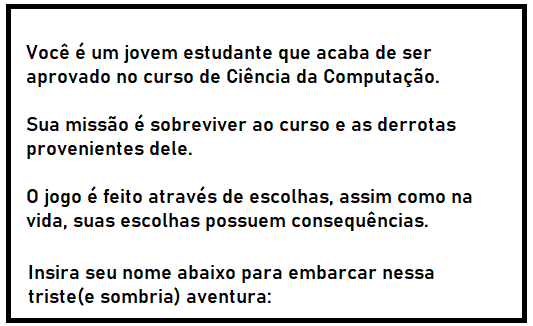 Você é um jovem estudante que acaba de ser
aprovado no curso de Ciência da Computação.
Sua missão é sobreviver ao curso e as derrotas
provenientes dele.
O jogo é feito através de escolhas, assim como na
vida, suas escolhas possuem consequências.
Insira seu nome abaixo para embarcar nessa
triste(e sombria) aventura: